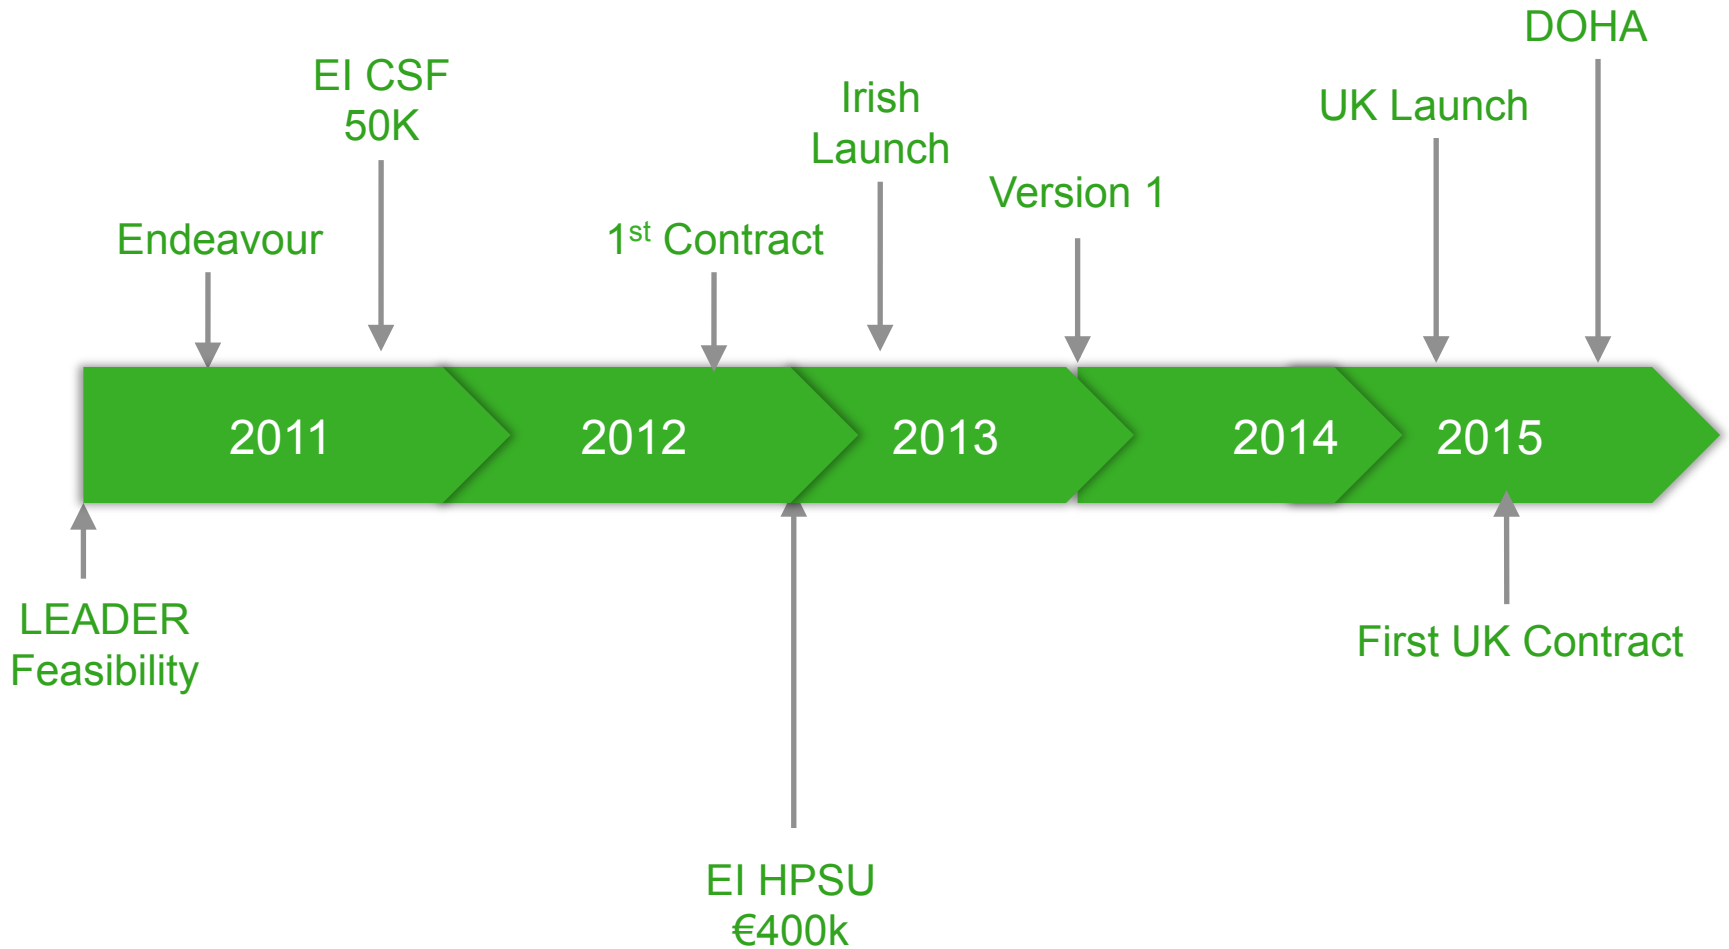 DOHA
EI CSF
50K
Irish
Launch
UK Launch
Version 1
Endeavour
1st Contract
2011
2012
2013
2014
2015
LEADER
Feasibility
First UK Contract
EI HPSU
€400k